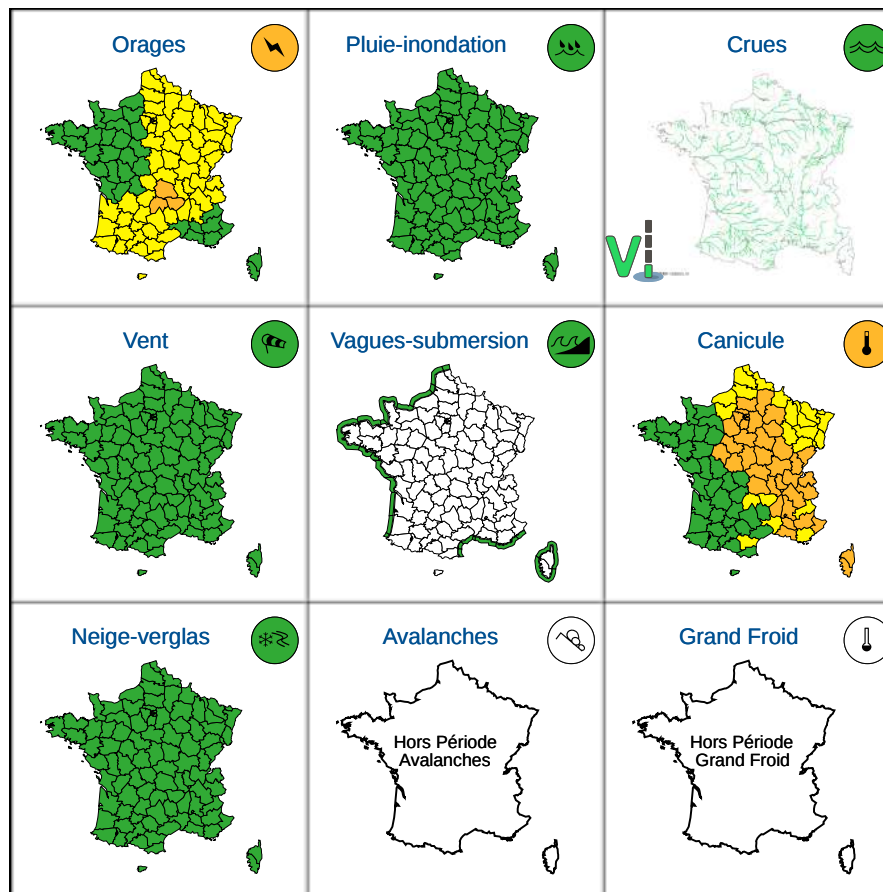 Orages
Pluie-inondation
Crues
Vi
Vent
Vagues-submersion
Canicule
Neige-verglas
Avalanches
Grand Froid
Hors Période
Avalanches
Hors Période
Grand Froid